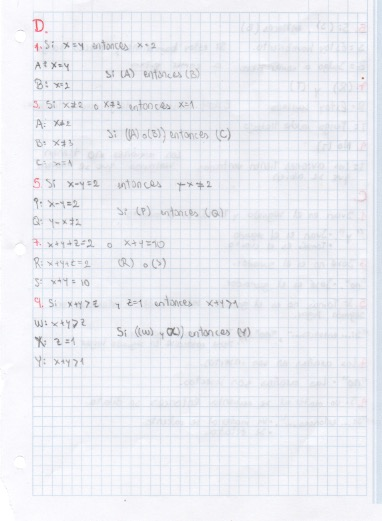 D.
1. Si x=y entonces x=2
A: x=y
Si (A) entonces (B)
B: x=2
3. Si x≠2 o x≠3 entonces x=1
A: x≠2
Si ((A) o (B)) entonces (C)
B: x≠3
C: x=1
5. Si x-y=2 entonces y-x≠2
P: x-y=2
Si (P) entonces (Q)
Q: y-x≠2
7. x+y+z=2 o x+y=10
R: x+y+z=2 (R) o (S)
S: x+y=10
9. Si x+y>z y z=1 entonces x+y>1
W: x+y>z
Si ((W) y (X)) entonces (Y)
X: z=1
Y: x+y>1